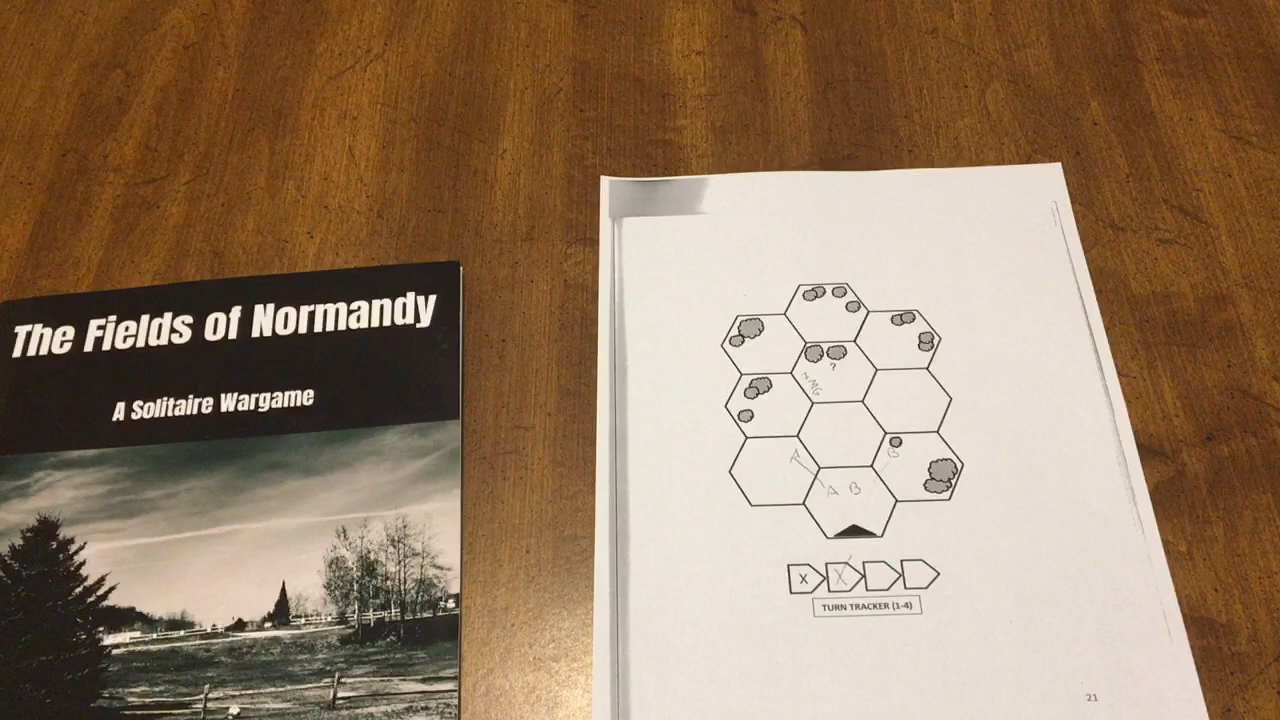 The Fields of Normandy
A Solitaire Wargame
?
MG
B
A B
X X
TURN TRACKER (1-4)
21